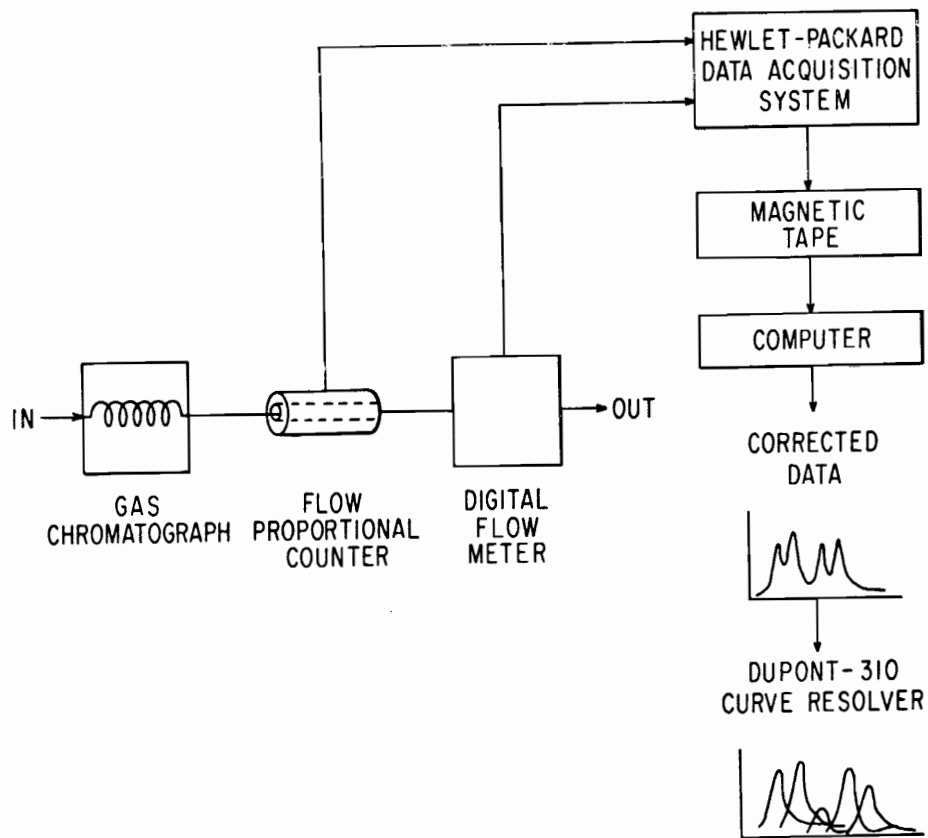 HEWLET-PACKARD
DATA ACQUISITION
SYSTEM
MAGNETIC
TAPE
COMPUTER
IN
OUT
GAS
CHROMATOGRAPH
FLOW
PROPORTIONAL
COUNTER
DIGITAL
FLOW
METER
CORRECTED
DATA
DUPONT-310
CURVE RESOLVER